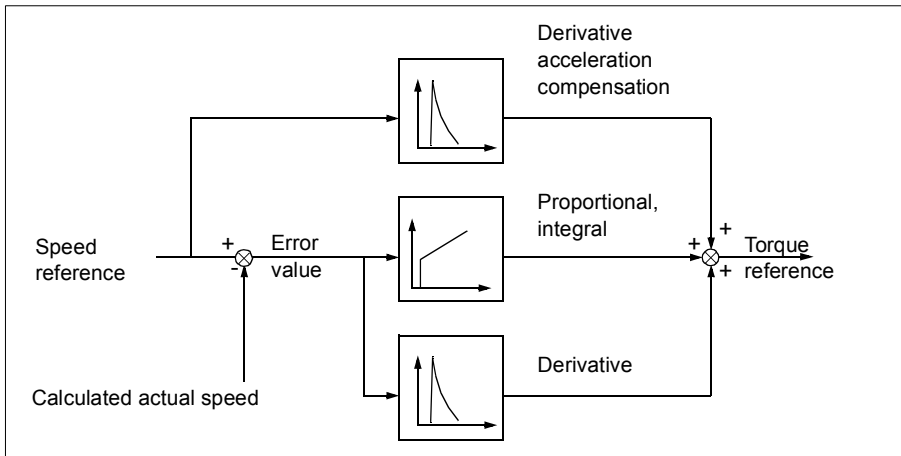 Derivative
acceleration
compensation
Proportional,
integral
+
+
+
Speed
reference
+
-
Error
value
Torque
reference
+
Derivative
Calculated actual speed